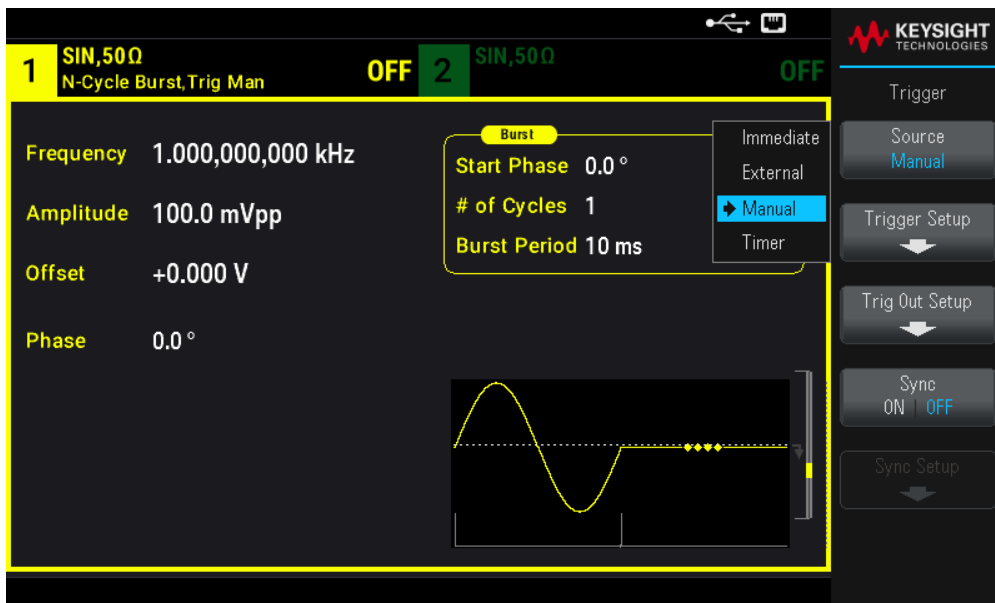 KEYSIGHT
TECHNOLOGIES
1
SIN,50Ω
N-Cycle Burst,Trig Man
OFF
2
SIN,50Ω
OFF
Trigger
Frequency 1.000,000,000 kHz
Amplitude 100.0 mVpp
Offset +0.000 V
Phase 0.0 °
Burst
Start Phase 0.0 °
# of Cycles 1
Burst Period 10 ms
Immediate
External
Manual
Timer
Source
Manual
Trigger Setup
Trig Out Setup
Sync
ON | OFF
Sync Setup